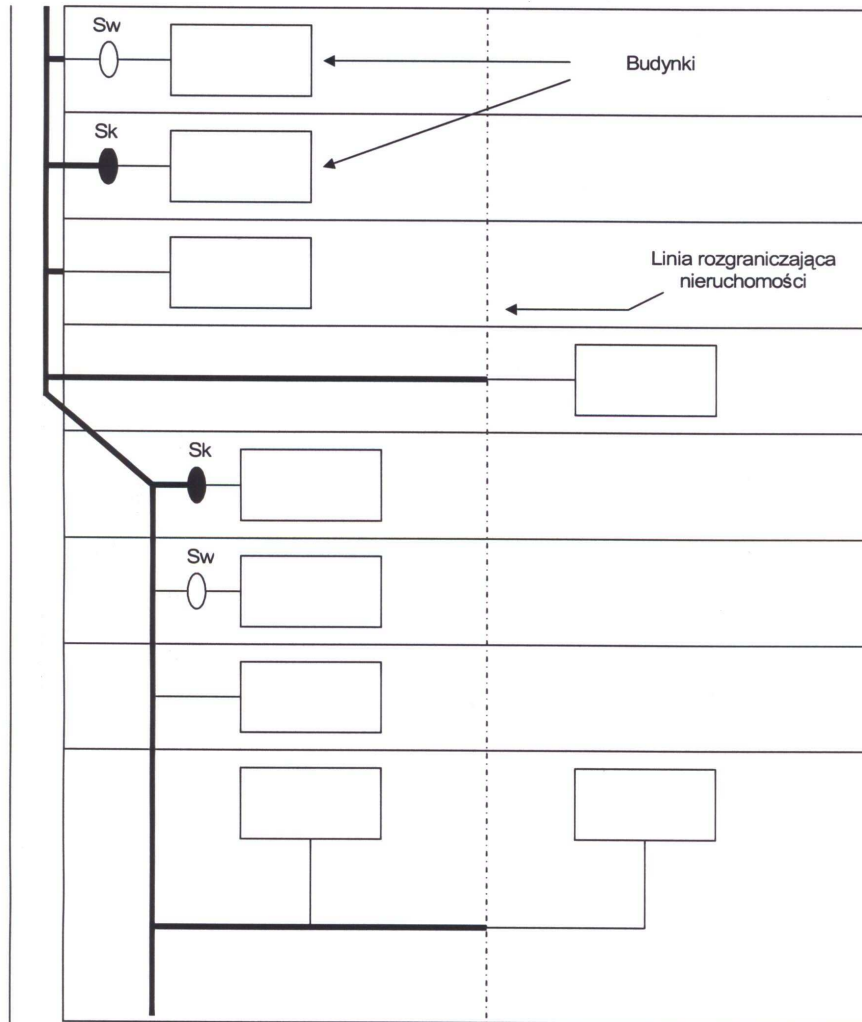 Sw
Budynki
Sk
Linia rozgraniczająca
nieruchomości
Sk
Sw